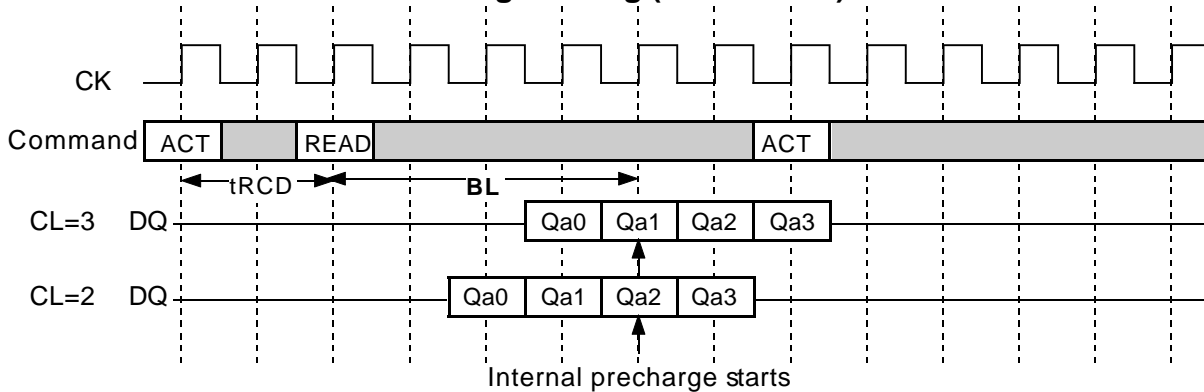 CK
Command ACT READ ACT
tRCD BL
CL=3 DQ Qa0 Qa1 Qa2 Qa3
CL=2 DQ Qa0 Qa1 Qa2 Qa3
Internal precharge starts